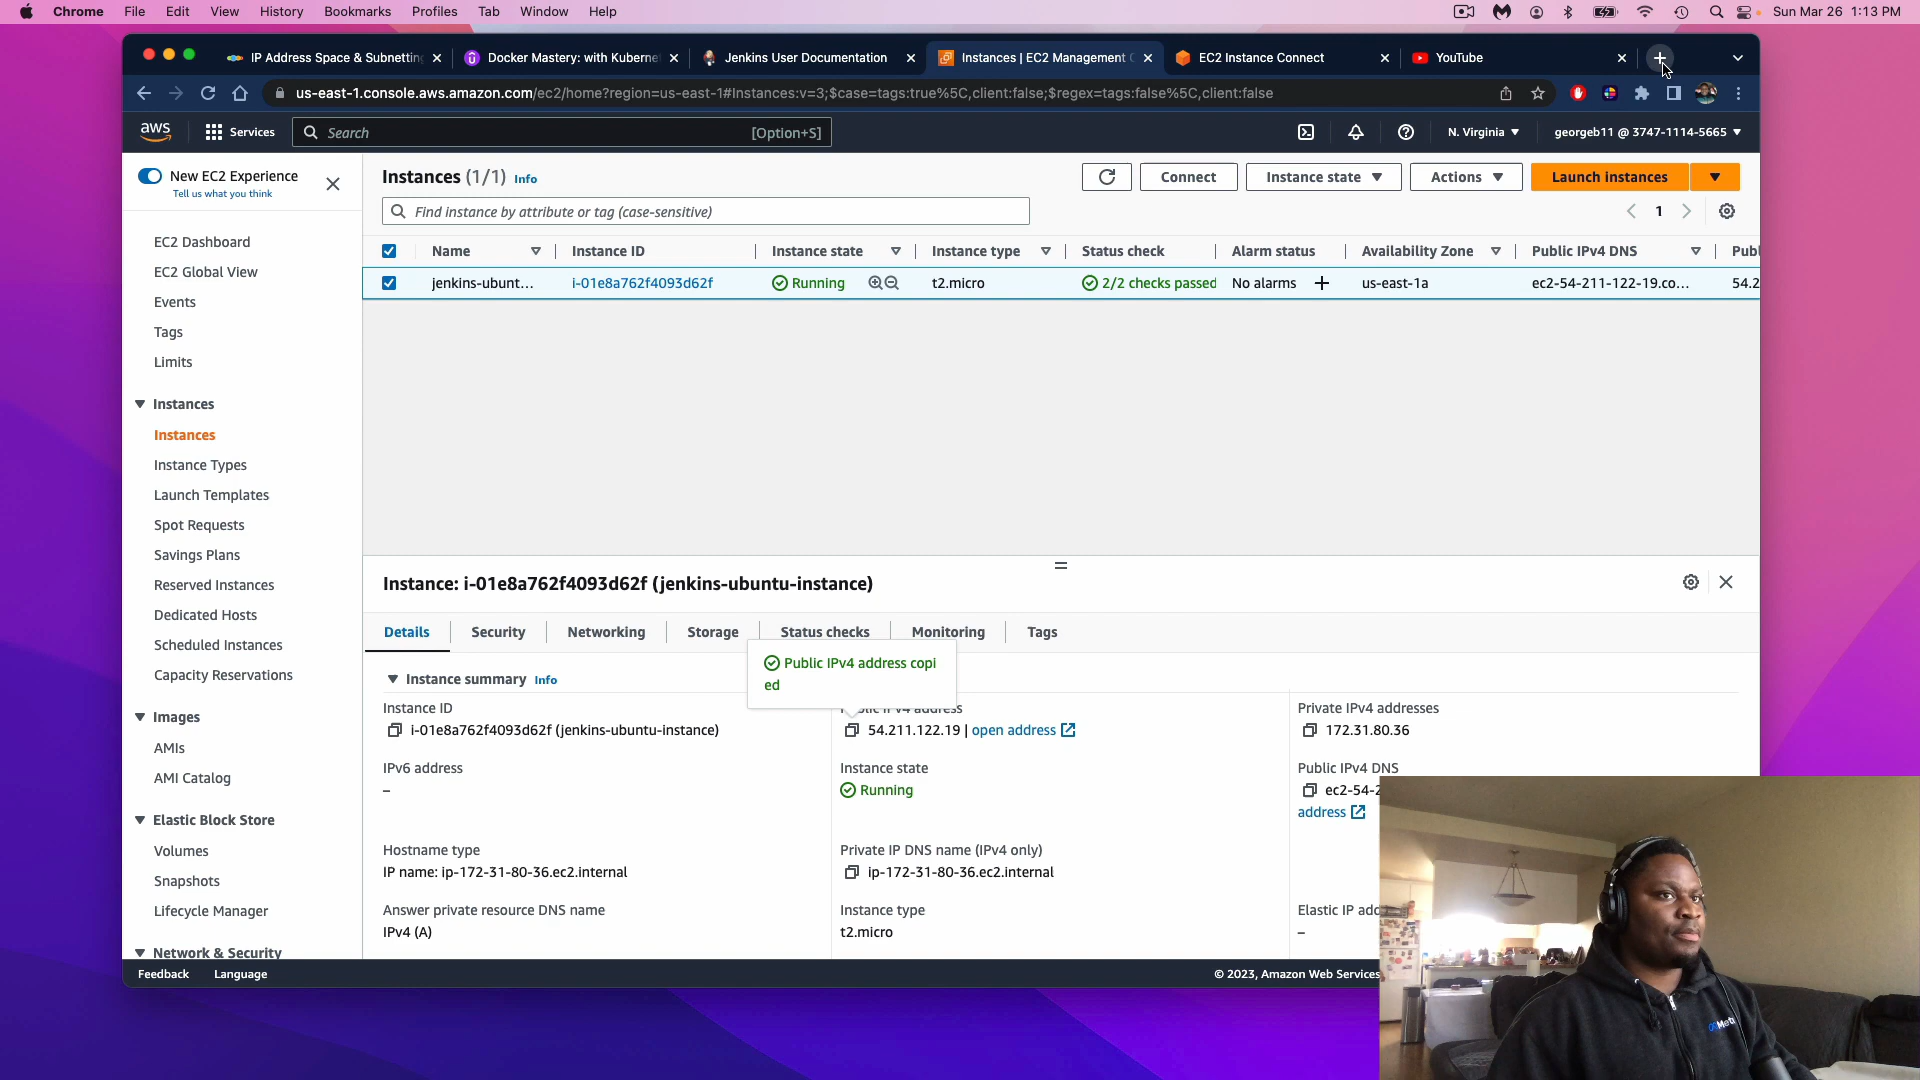 Chrome File Edit View History Bookmarks Profiles Tab Window Help Sun Mar 26 1:13 PM
IP Address Space & Subnetting Docker Mastery: with Kuberne Jenkins User Documentation Instances | EC2 Management C EC2 Instance Connect YouTube
us-east-1.console.aws.amazon.com/ec2/home?region=us-east-1#Instances:v=3;$case=tags:true%5C,client:false;$regex=tags:false%5C,client:false
aws Services Search [Option+S] N. Virginia georgeb11 @ 3747-1114-5665
New EC2 Experience
Tell us what you think
EC2 Dashboard
EC2 Global View
Events
Tags
Limits
Instances
Instances
Instance Types
Launch Templates
Spot Requests
Savings Plans
Reserved Instances
Dedicated Hosts
Scheduled Instances
Capacity Reservations
Images
AMIs
AMI Catalog
Elastic Block Store
Volumes
Snapshots
Lifecycle Manager
Network & Security
Instances (1/1) Info Connect Instance state Actions Launch instances
Find instance by attribute or tag (case-sensitive) 1
Name Instance ID Instance state Instance type Status check Alarm status Availability Zone Public IPv4 DNS Publ
jenkins-ubunt... i-01e8a762f4093d62f Running t2.micro 2/2 checks passed No alarms us-east-1a ec2-54-211-122-19.co... 54.2
Instance: i-01e8a762f4093d62f (jenkins-ubuntu-instance)
Details Security Networking Storage Status checks Monitoring Tags
Public IPv4 address copi
ed
Instance summary Info
Instance ID
i-01e8a762f4093d62f (jenkins-ubuntu-instance)
Public IPv4 address
54.211.122.19 | open address
Private IPv4 addresses
172.31.80.36
IPv6 address
–
Instance state
Running
Public IPv4 DNS
ec2-54-2
address
Hostname type
IP name: ip-172-31-80-36.ec2.internal
Private IP DNS name (IPv4 only)
ip-172-31-80-36.ec2.internal
Answer private resource DNS name
IPv4 (A)
Instance type
t2.micro
Elastic IP add
–
Feedback Language © 2023, Amazon Web Services